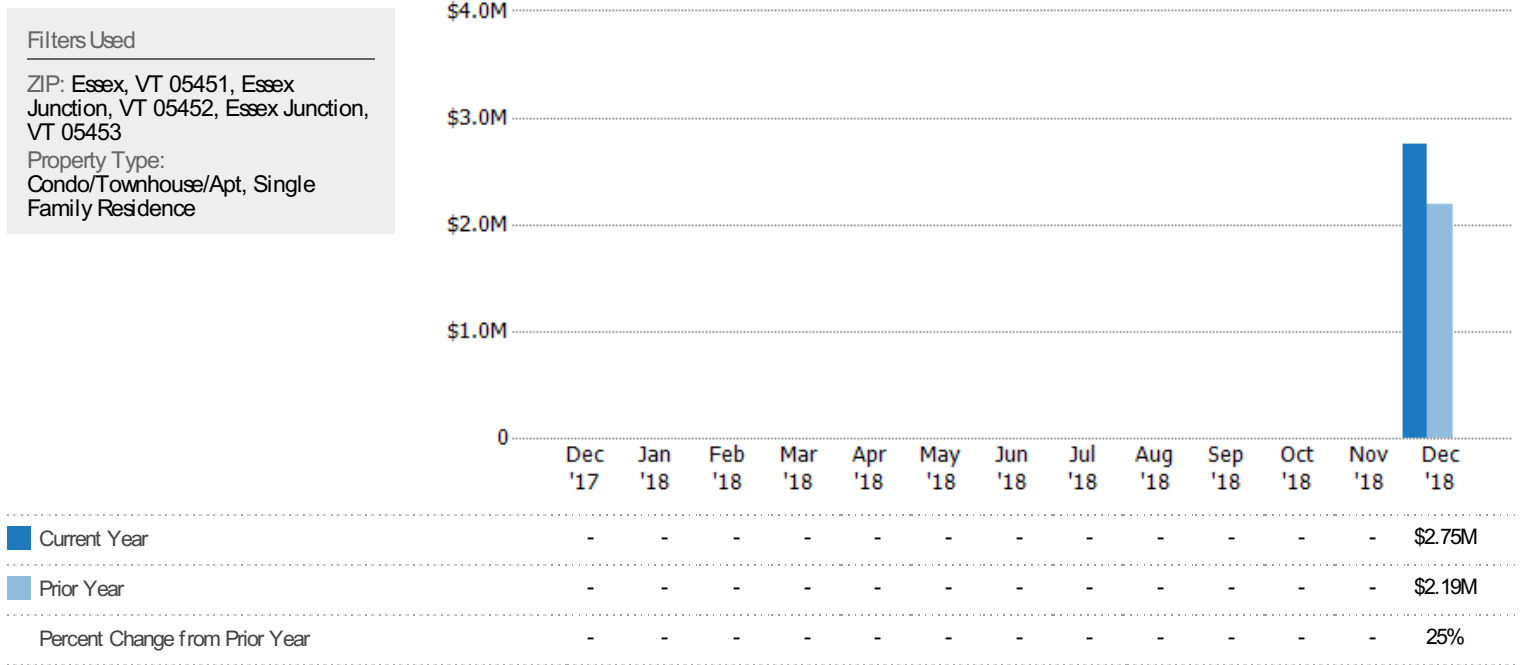 Filters Used
ZIP: Essex, VT 05451, Essex
Junction, VT 05452, Essex Junction,
VT 05453
Property Type:
Condo/Townhouse/Apt, Single
Family Residence
$4.0M
$3.0M
$2.0M
$1.0M
0
Dec Jan Feb Mar Apr May Jun Jul Aug Sep Oct Nov Dec
'17 '18 '18 '18 '18 '18 '18 '18 '18 '18 '18 '18 '18
Current Year - - - - - - - - - - - - $2.75M
Prior Year - - - - - - - - - - - - $2.19M
Percent Change from Prior Year - - - - - - - - - - - - 25%